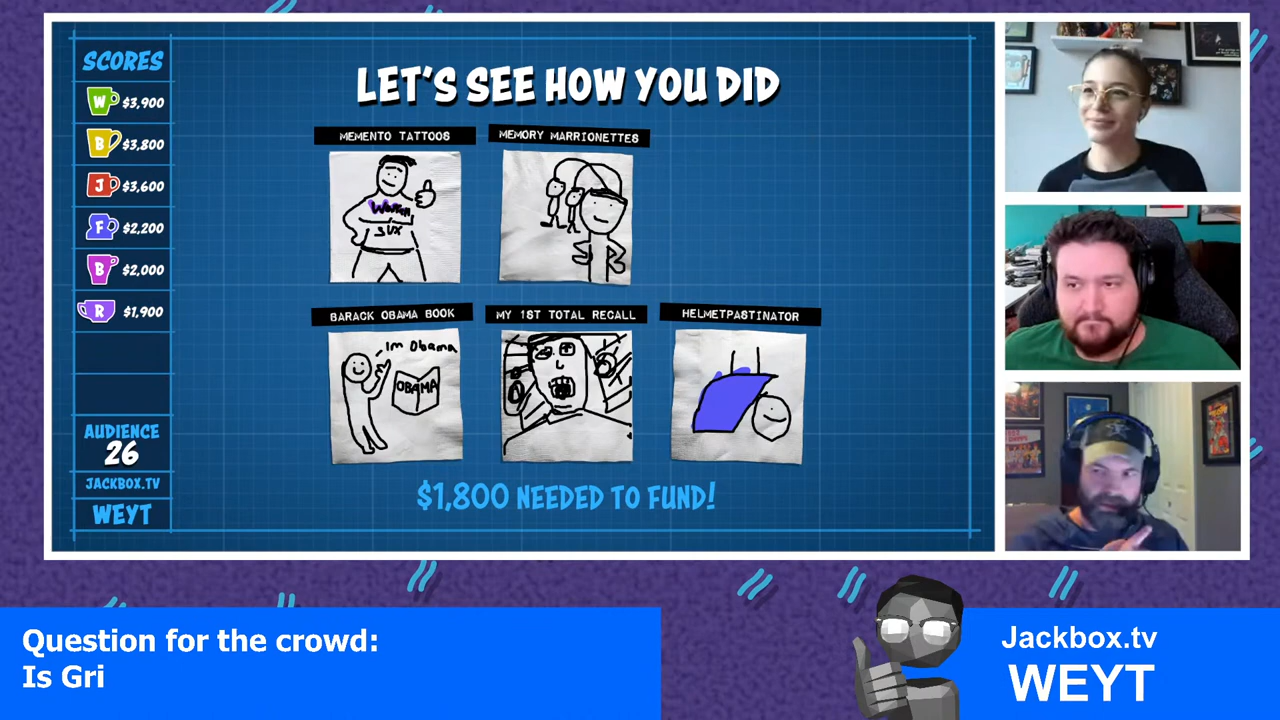 SCORES
W $3,900
B $3,800
J $3,600
F $2,200
B $2,000
R $1,900
AUDIENCE
26
JACKBOX.TV
WEYT
LET'S SEE HOW YOU DID
MEMENTO TATTOOS
MEMORY MARRIONETTES
BARACK OBAMA BOOK
Im Obama
OBAMA
MY 1ST TOTAL RECALL
HELMETPASTINATOR
$1,800 NEEDED TO FUND!
Question for the crowd:
Is Gri
Jackbox.tv
WEYT